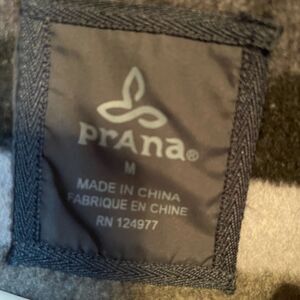 prAna®
M
MADE IN CHINA
FABRIQUE EN CHINE
RN 124977